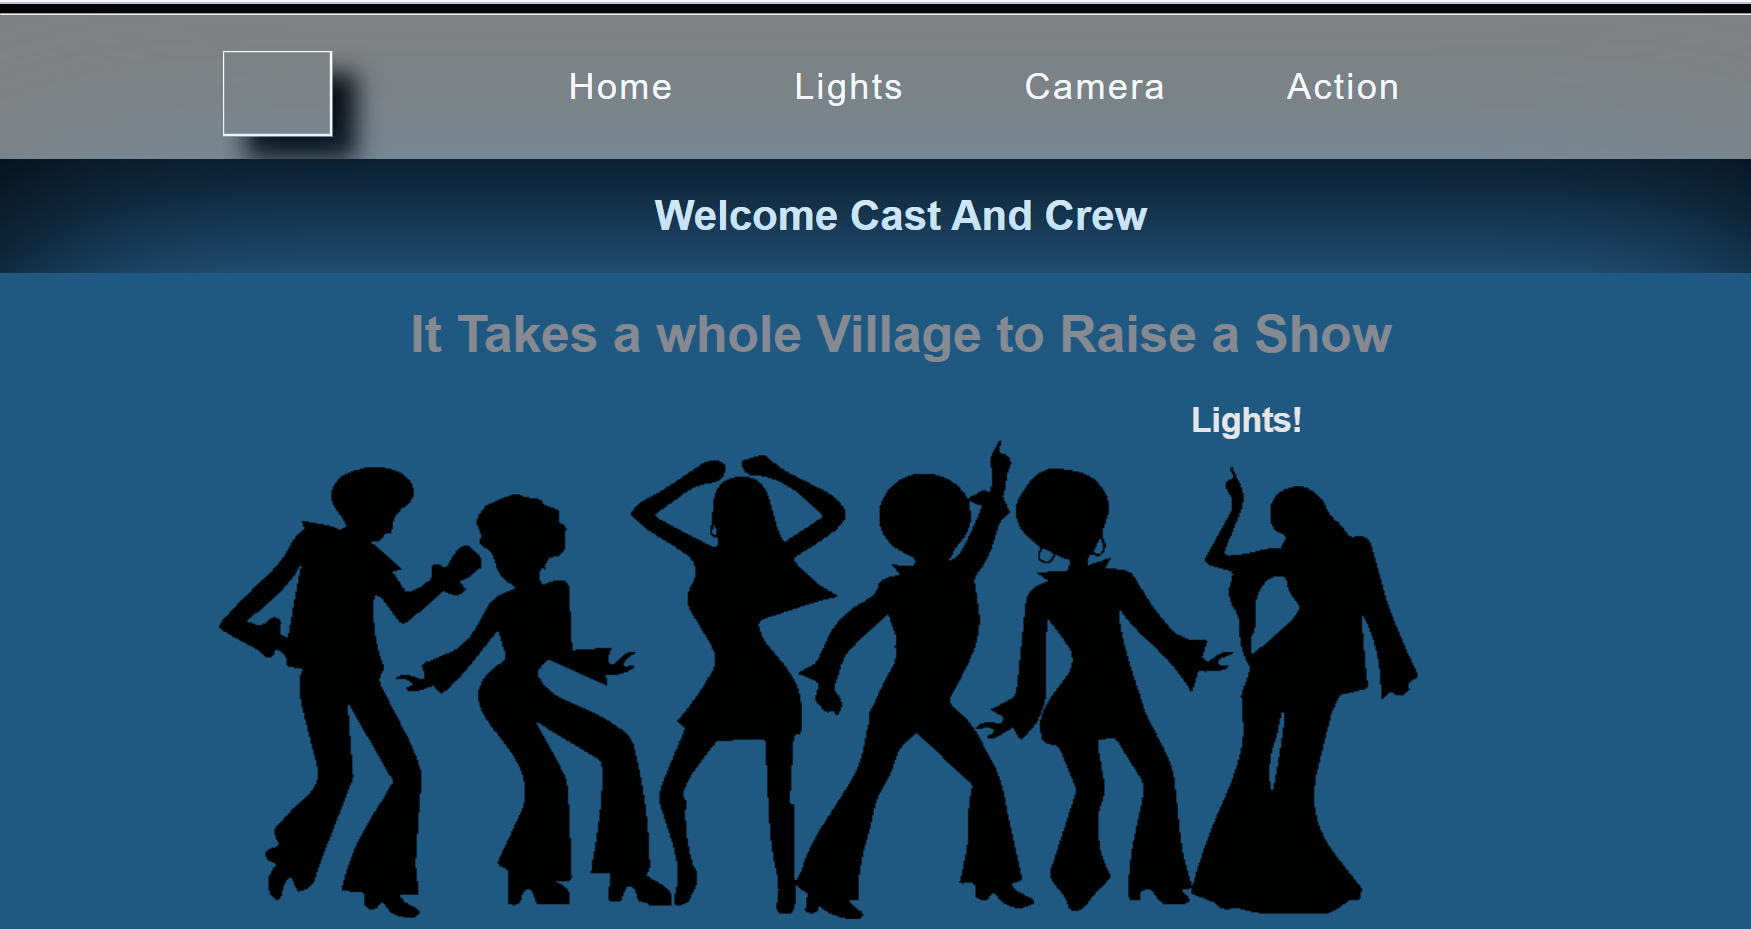 Home Lights Camera Action
Welcome Cast And Crew
It Takes a whole Village to Raise a Show
Lights!